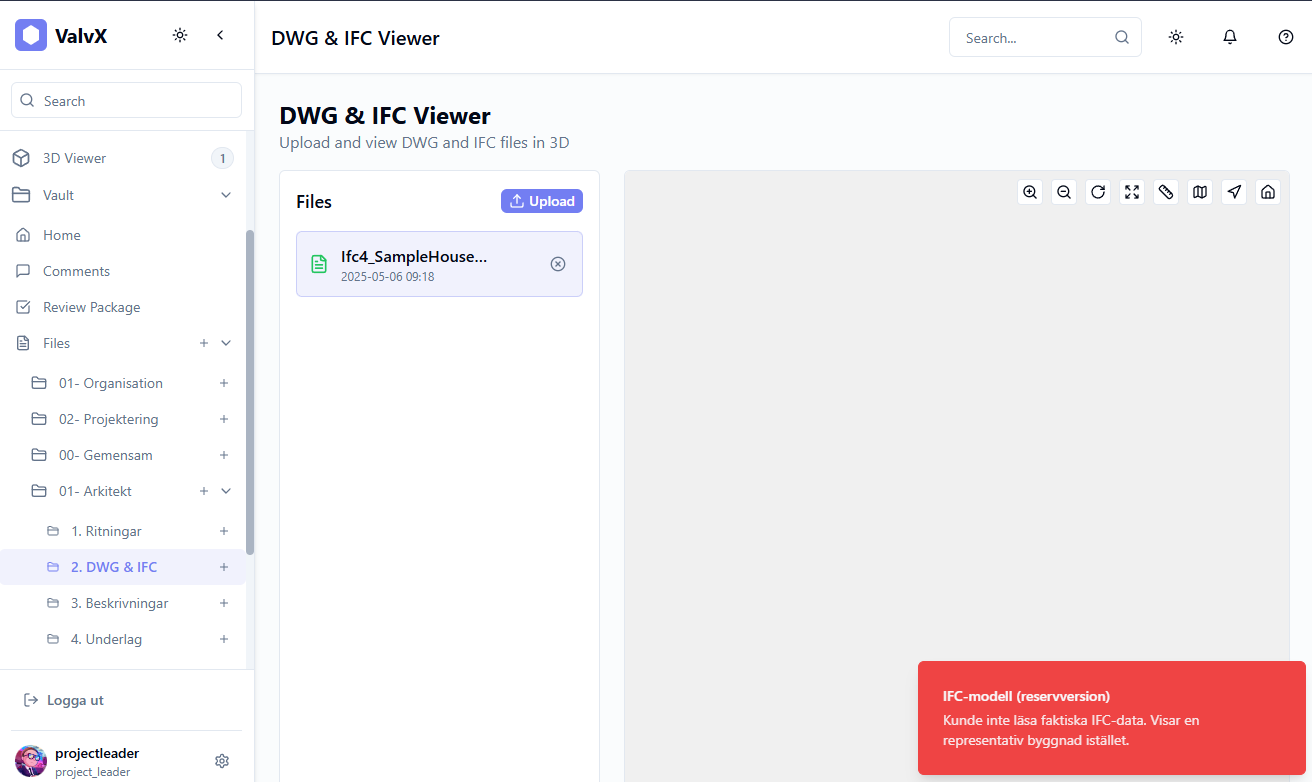 ValvX
Search
3D Viewer
1
Vault
Home
Comments
Review Package
Files
01- Organisation
02- Projektering
00- Gemensam
01- Arkitekt
1. Ritningar
2. DWG & IFC
3. Beskrivningar
4. Underlag
Logga ut
projectleader
project_leader
DWG & IFC Viewer
Search...
DWG & IFC Viewer
Upload and view DWG and IFC files in 3D
Files
Upload
Ifc4_SampleHouse...
2025-05-06 09:18
IFC-modell (reservversion)
Kunde inte läsa faktiska IFC-data. Visar en
representativ byggnad istället.